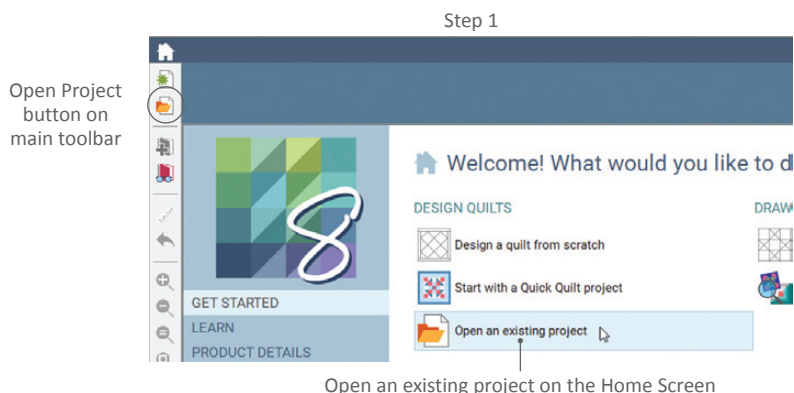 Step 1
Open Project
button on
main toolbar
Welcome! What would you like to d
DESIGN QUILTS
DRAW
Design a quilt from scratch
Start with a Quick Quilt project
Open an existing project
8
GET STARTED
LEARN
PRODUCT DETAILS
Open an existing project on the Home Screen